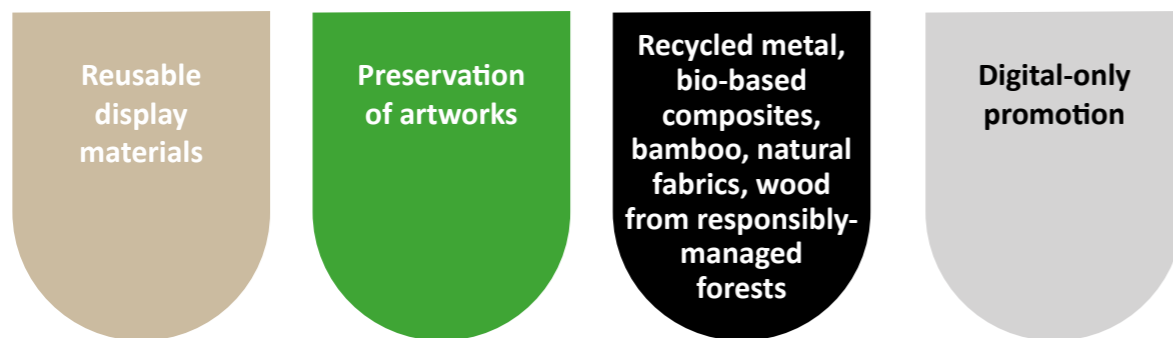 Reusable
display
materials
Preservation
of artworks
Recycled metal,
bio-based
composites,
bamboo, natural
fabrics, wood
from responsibly-
managed
forests
Digital-only
promotion